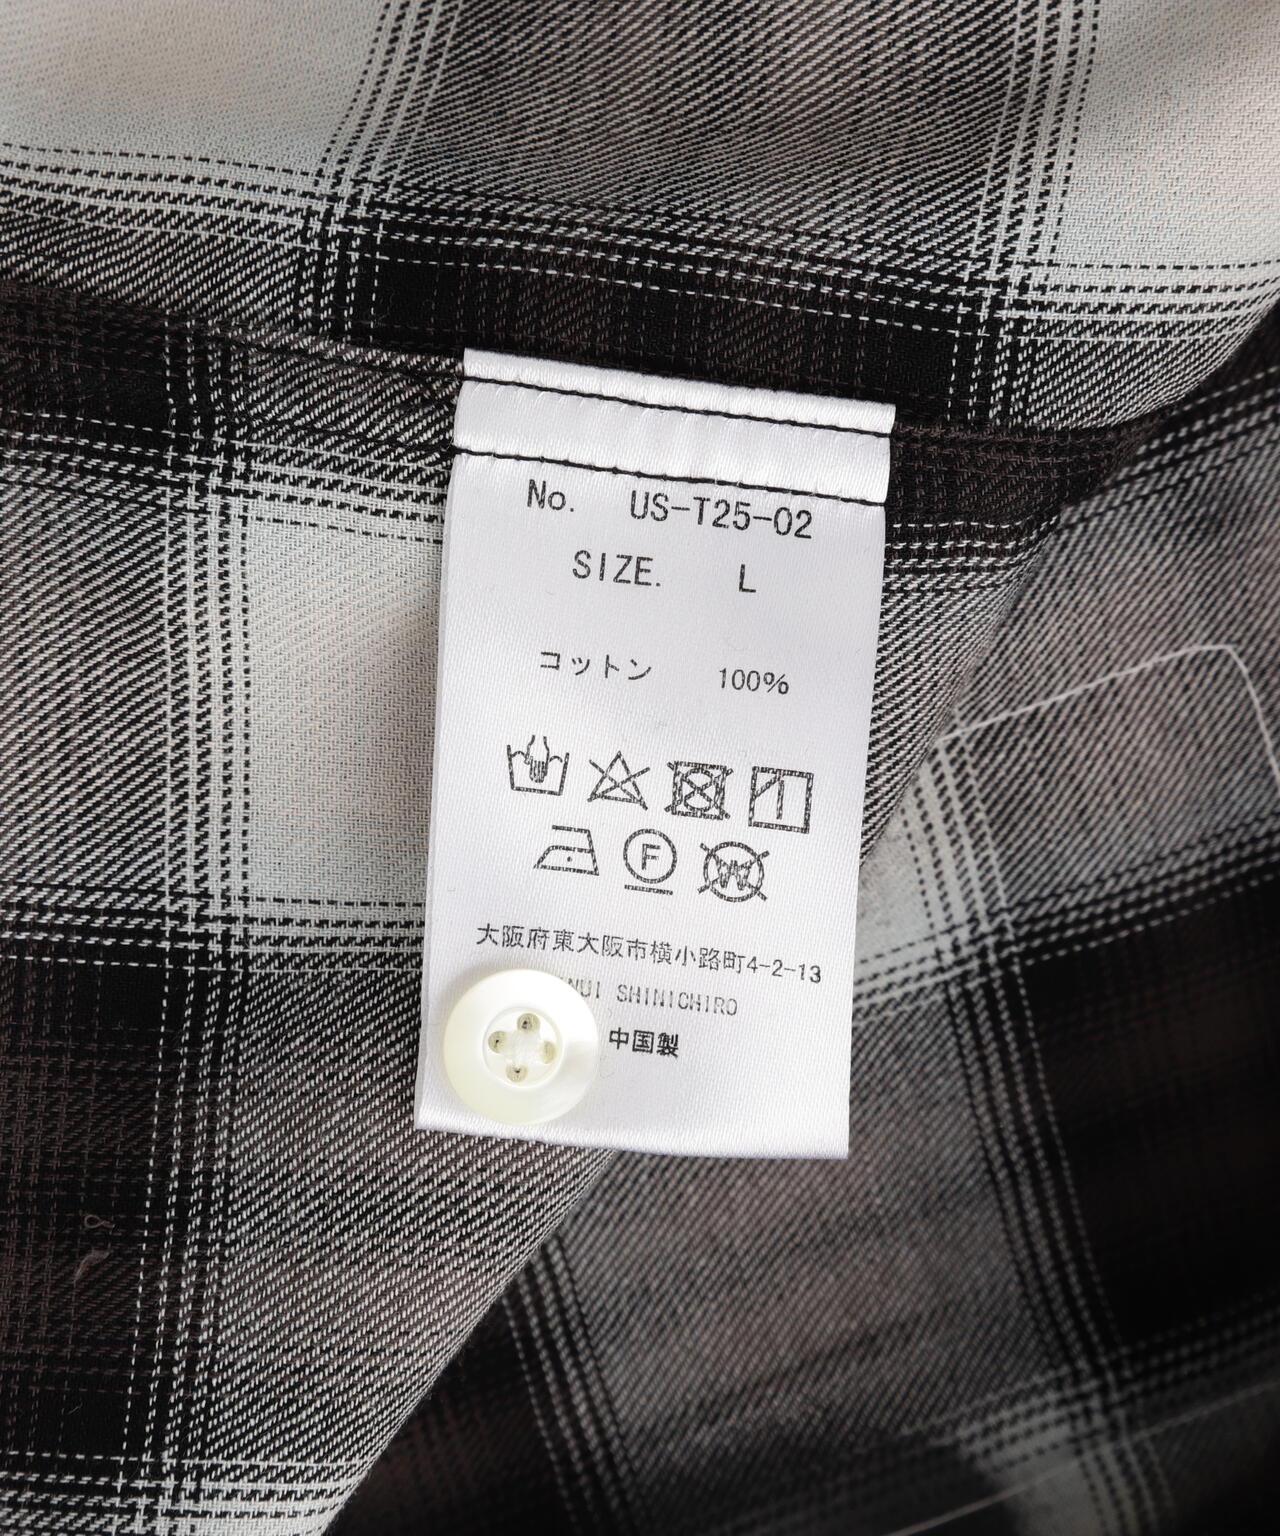 No. US-T25-02
SIZE. L
コットン 100%
F
W
大阪府東大阪市横小路町4-2-13
SHINICHIRO
中国製